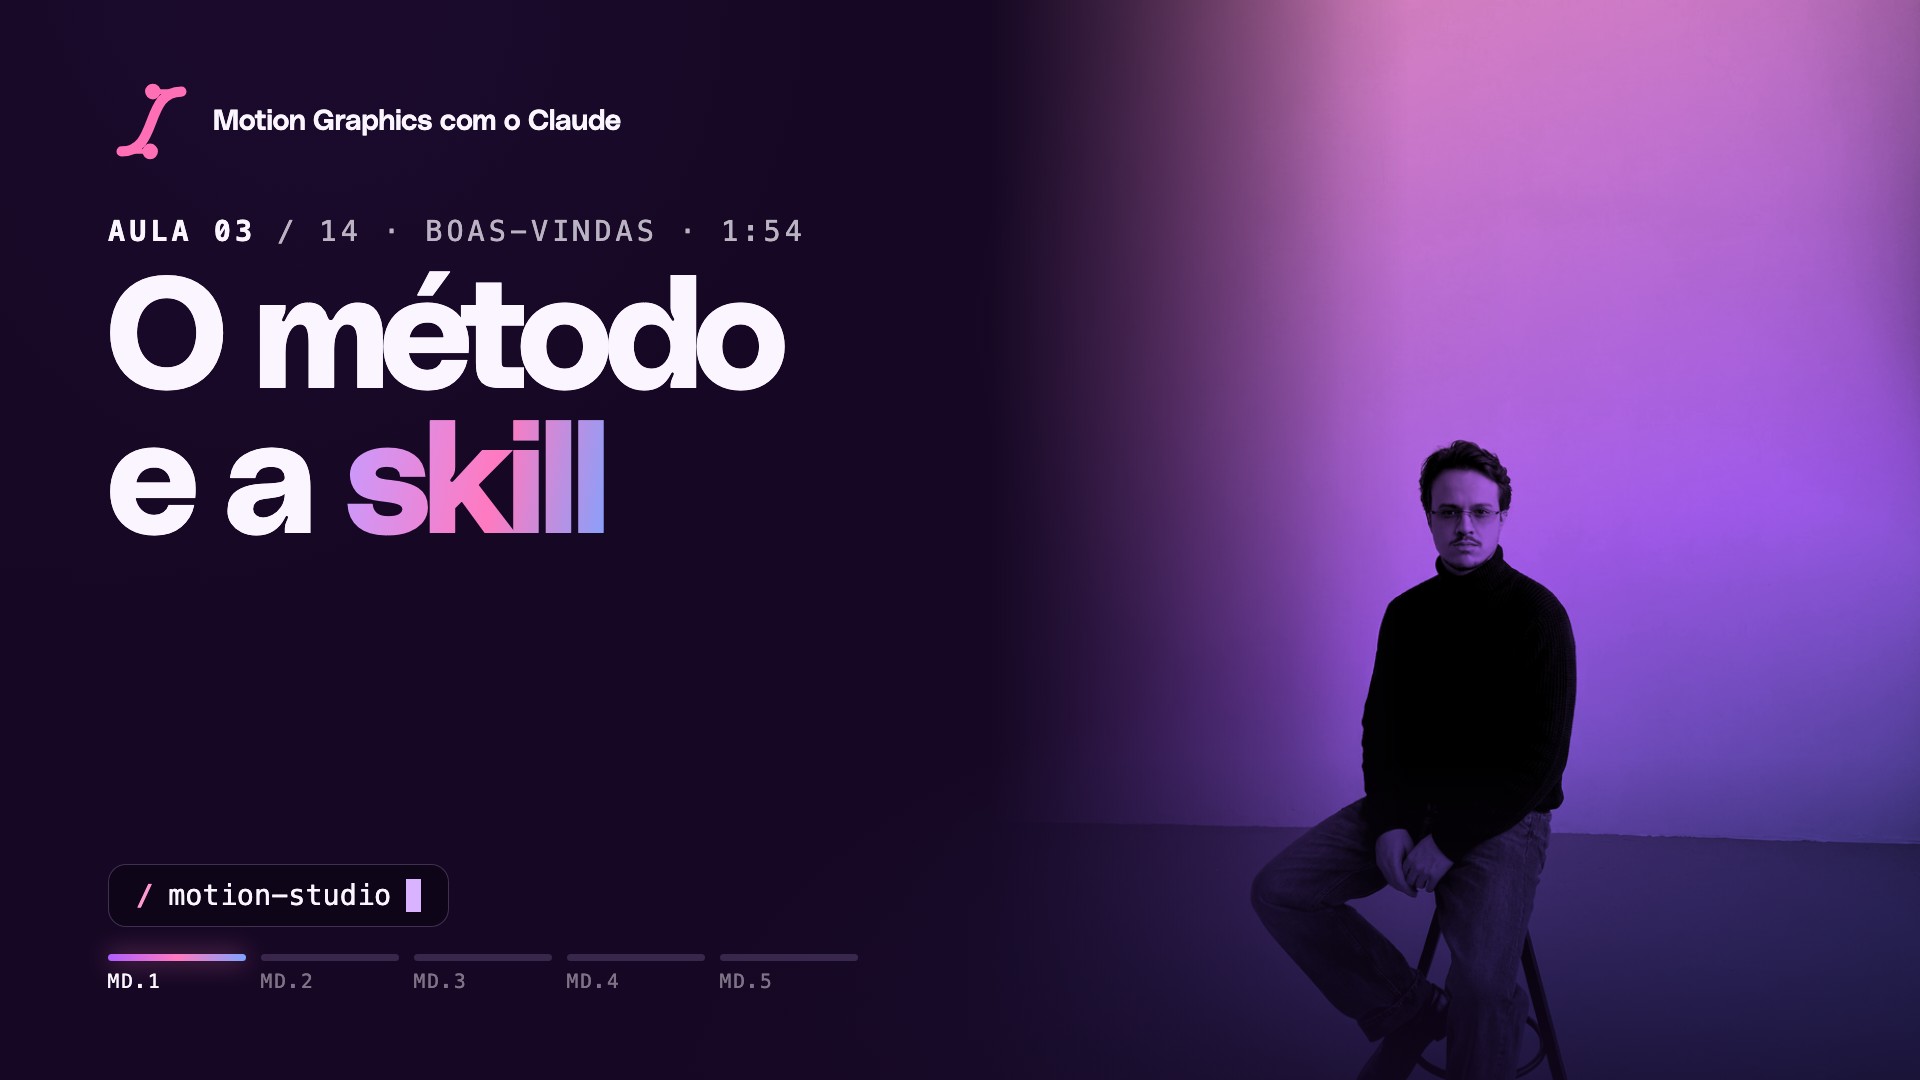 Motion Graphics com o Claude
AULA 03 / 14 · BOAS-VINDAS · 1:54
O método
e a skill
/ motion-studio
MD.1 MD.2 MD.3 MD.4 MD.5